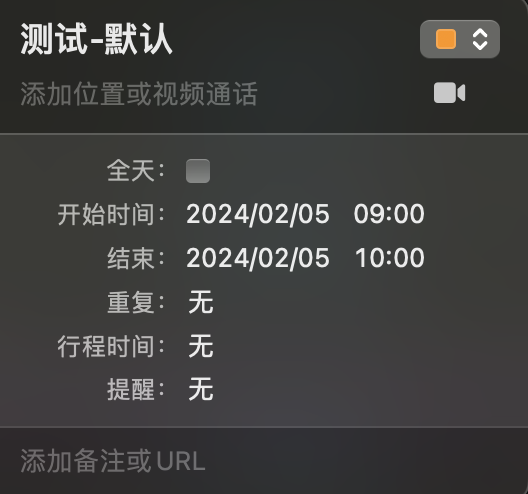 测试-默认
添加位置或视频通话
全天：
开始时间： 2024/02/05 09:00
结束： 2024/02/05 10:00
重复： 无
行程时间： 无
提醒： 无
添加备注或 URL